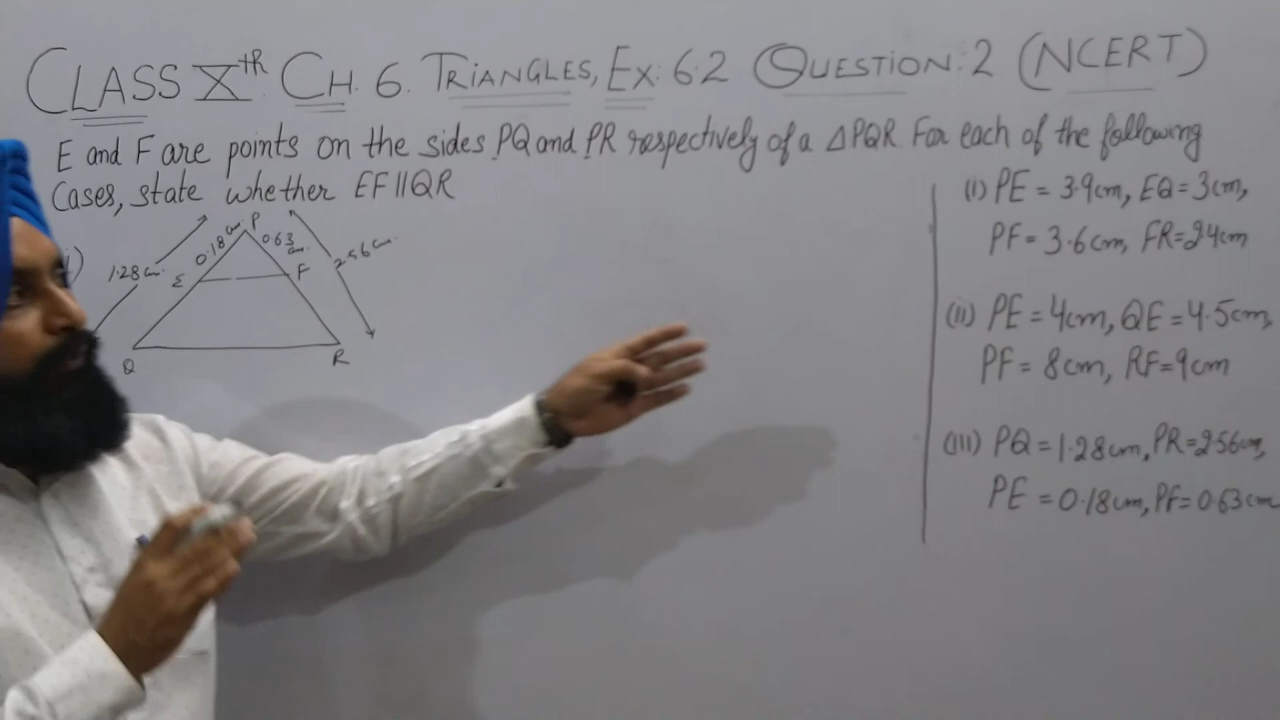 CLASS Xth CH. 6. TRIANGLES, EX: 6.2 QUESTION: 2 (NCERT)
E and F are points on the sides PQ and PR respectively of a ΔPQR. For each of the following
Cases, state whether EF||QR
(i) PE = 3.9cm, EQ = 3cm,
PF = 3.6cm, FR = 2.4cm
(ii) PE = 4cm, QE = 4.5cm,
PF = 8cm, RF = 9cm
(iii) PQ = 1.28cm, PR = 2.56cm,
PE = 0.18cm, PF = 0.63cm
P
0.18cm
0.63
cm.
1.28cm.
2.56cm.
E
F
Q
R